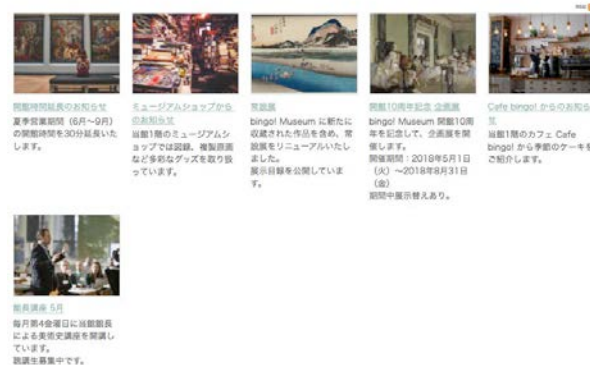 開館時間延長のお知らせ
夏季営業期間（6月〜9月）
の開館時間を30分延長いた
します。
ミュージアムショップから
のお知らせ
当館1階のミュージアムシ
ョップでは図録、複製原画
など多彩なグッズを取り扱
っています。
常設展
bingo! Museum に新たに
収蔵された作品を含め、常
設展をリニューアルいたし
ました。
展示目録を公開していま
す。
開館10周年記念 企画展
bingo! Museum 開館10周
年を記念して、企画展を開
催します。
開催期間：2018年5月1日
（火）〜2018年8月31日
（金）
期間中展示替えあり。
Cafe bingo! からのお知ら
せ
当館1階のカフェ Cafe
bingo! から季節のケーキを
ご紹介します。
館長講座 5月
毎月第4金曜日に当館館長
による美術史講座を開講し
ています。
聴講生募集中です。